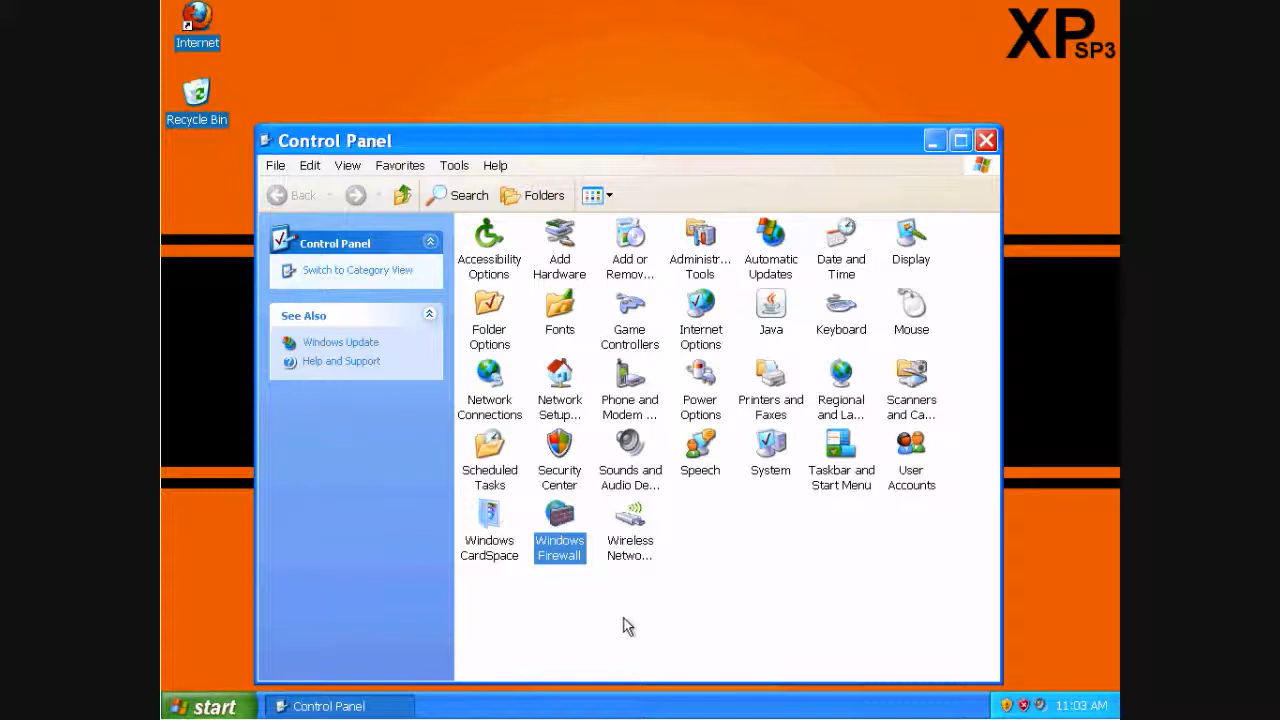 XP
SP3
Internet
Recycle Bin
Control Panel
File Edit View Favorites Tools Help
Back Search Folders
Control Panel
Switch to Category View
See Also
Windows Update
Help and Support
Accessibility Options
Add Hardware
Add or Remov...
Administr... Tools
Automatic Updates
Date and Time
Display
Folder Options
Fonts
Game Controllers
Internet Options
Java
Keyboard
Mouse
Network Connections
Network Setup...
Phone and Modem ...
Power Options
Printers and Faxes
Regional and La...
Scanners and Ca...
Scheduled Tasks
Security Center
Sounds and Audio De...
Speech
System
Taskbar and Start Menu
User Accounts
Windows CardSpace
Windows Firewall
Wireless Netwo...
start
Control Panel
11:03 AM